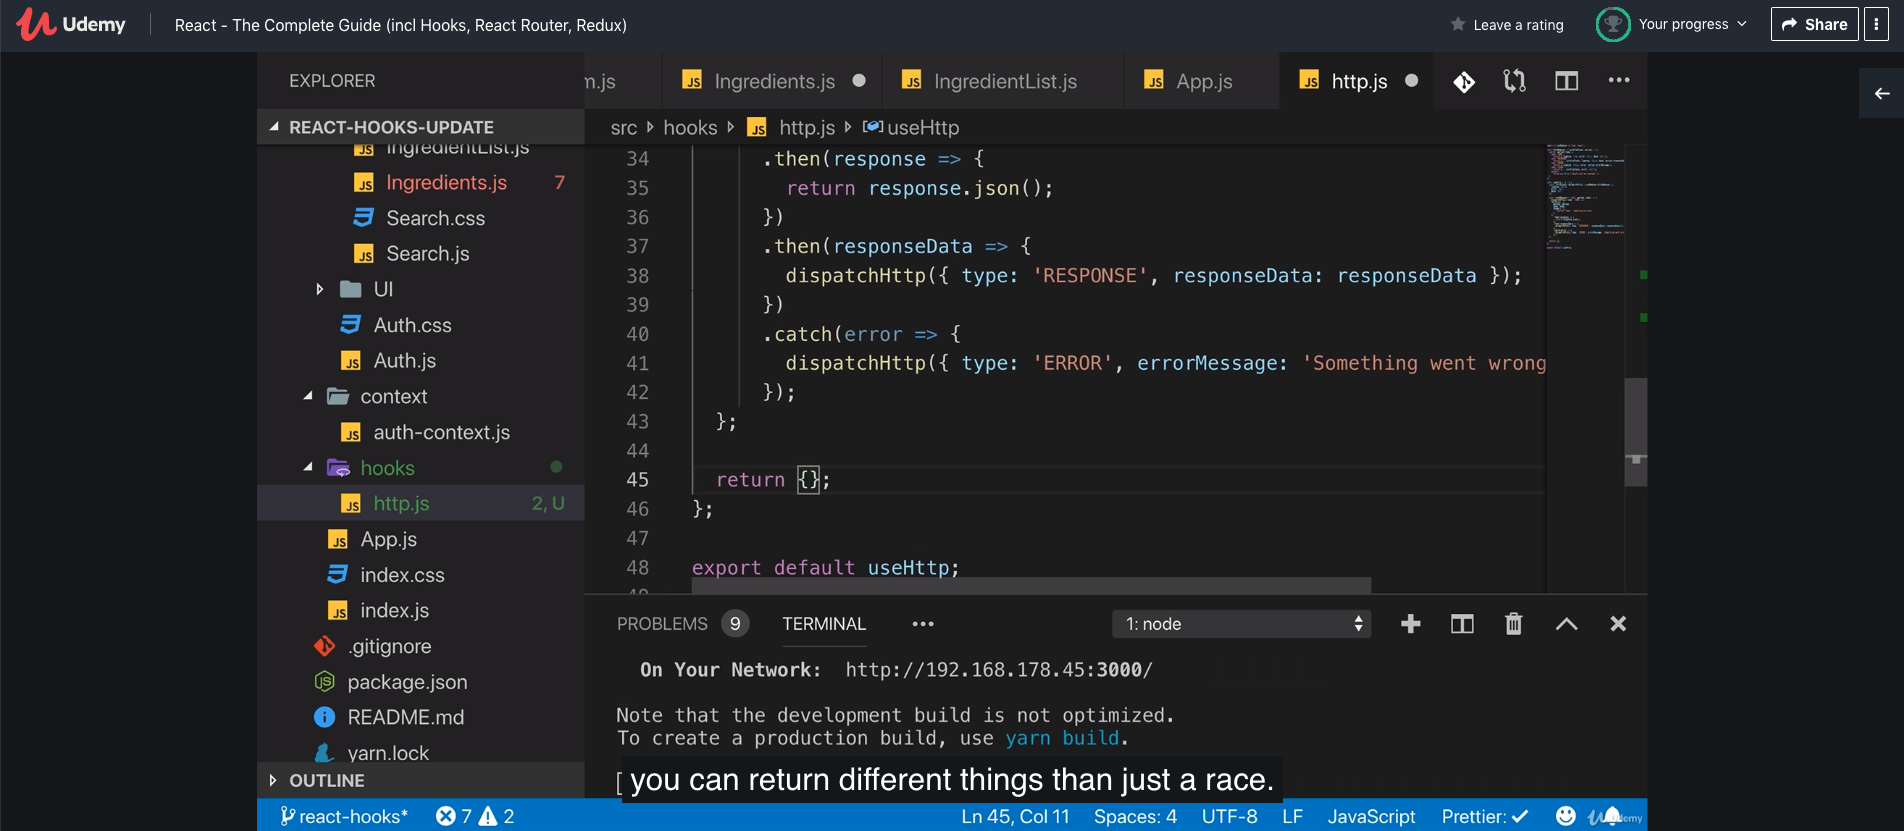 Udemy
React - The Complete Guide (incl Hooks, React Router, Redux)
Leave a rating
Your progress
Share
EXPLORER
m.js
Ingredients.js
IngredientList.js
App.js
http.js
REACT-HOOKS-UPDATE
src hooks http.js useHttp
IngredientList.js
Ingredients.js 7
Search.css
Search.js
UI
Auth.css
Auth.js
context
auth-context.js
hooks
http.js 2, U
App.js
index.css
index.js
.gitignore
package.json
README.md
yarn.lock
OUTLINE
34 .then(response => {
35 return response.json();
36 })
37 .then(responseData => {
38 dispatchHttp({ type: 'RESPONSE', responseData: responseData });
39 })
40 .catch(error => {
41 dispatchHttp({ type: 'ERROR', errorMessage: 'Something went wrong
42 });
43 };
44
45 return {};
46 };
47
48 export default useHttp;
49
PROBLEMS 9 TERMINAL ••• 1: node
On Your Network: http://192.168.178.45:3000/
Note that the development build is not optimized.
To create a production build, use yarn build.
you can return different things than just a race.
react-hooks* 7 2 Ln 45, Col 11 Spaces: 4 UTF-8 LF JavaScript Prettier: ✓
Udemy